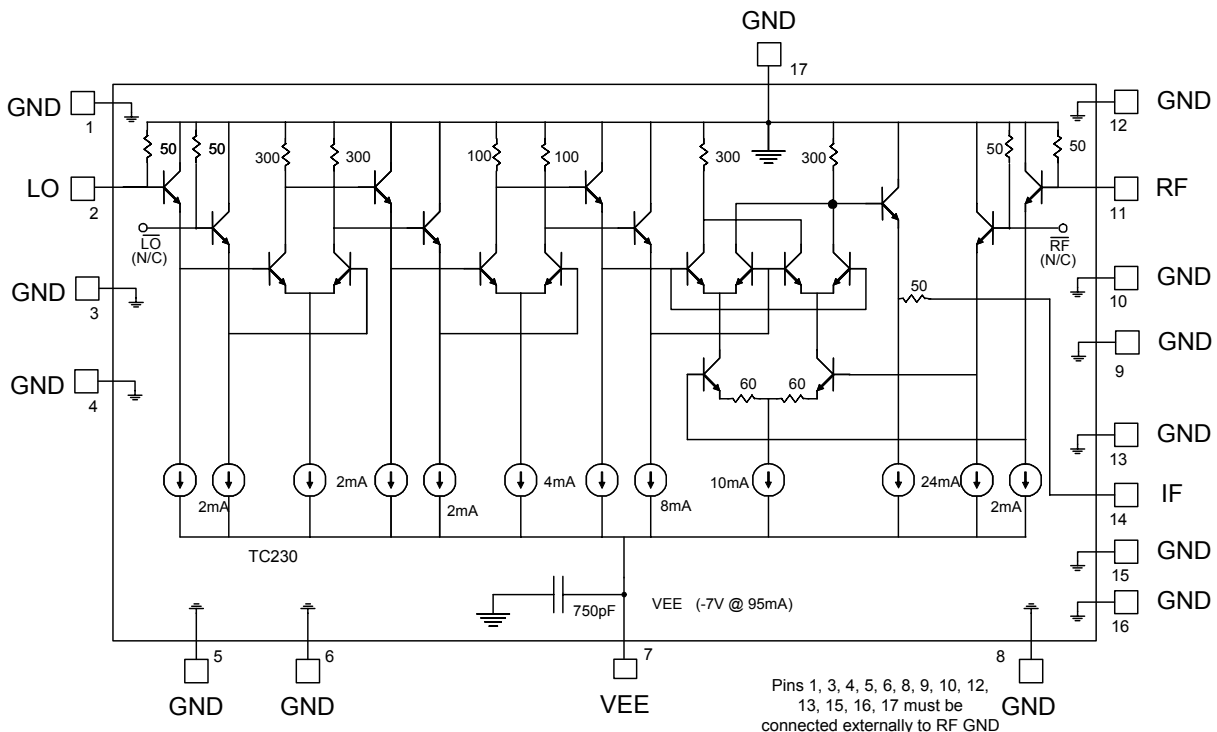 GND
17
GND
1
GND
12
50
50
300
300
100
100
300
300
50
50
LO
2
RF
11
LO
(N/C)
RF
(N/C)
GND
3
50
GND
10
GND
9
GND
4
60
60
GND
13
2mA
2mA
2mA
4mA
8mA
10mA
24mA
2mA
IF
14
TC230
GND
15
750pF
VEE (-7V @ 95mA)
GND
16
5
GND
6
GND
7
VEE
8
GND
Pins 1, 3, 4, 5, 6, 8, 9, 10, 12,
13, 15, 16, 17 must be
connected externally to RF GND